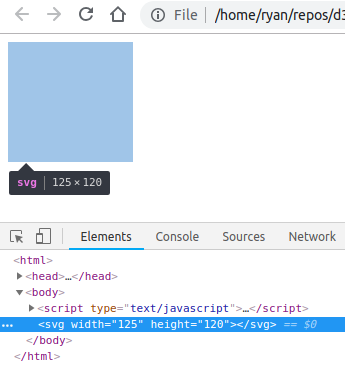 File | /home/ryan/repos/d3
svg | 125×120
Elements Console Sources Network
<html>
▶<head>…</head>
▼<body>
▶<script type="text/javascript">…</script>
…<svg width="125" height="120"></svg> == $0
</body>
</html>